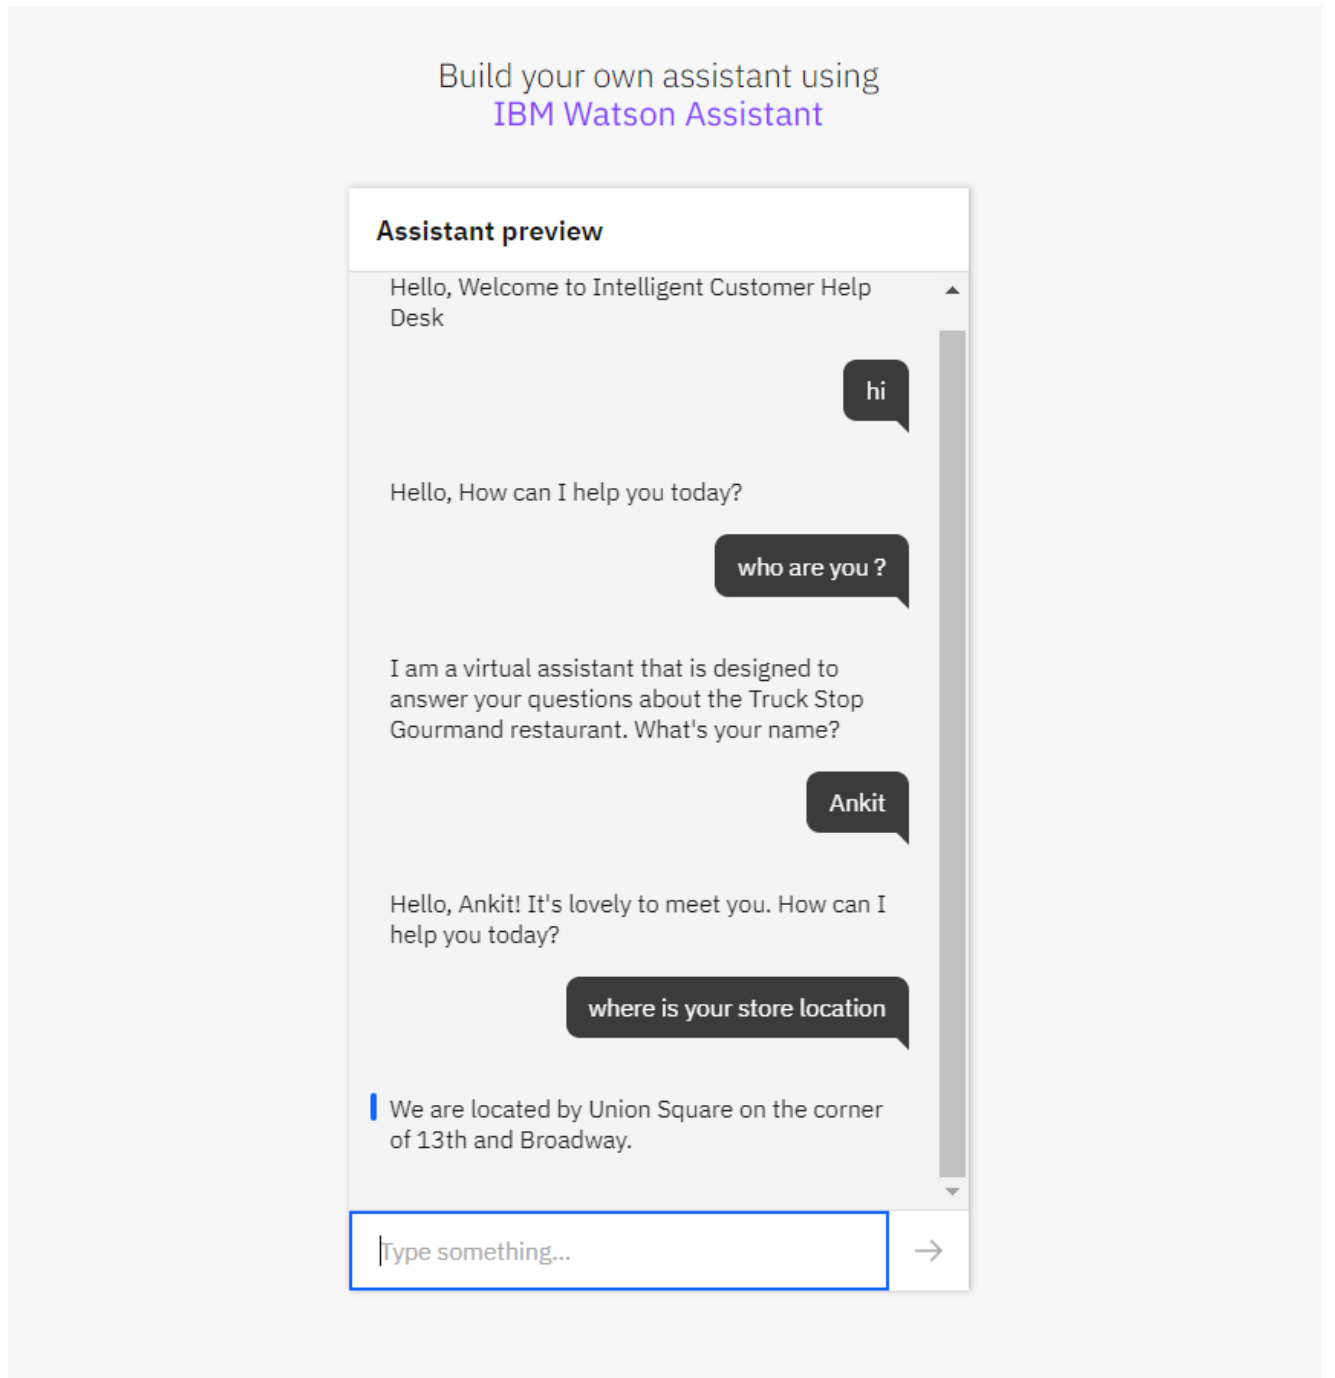 Build your own assistant using
IBM Watson Assistant
Assistant preview
Hello, Welcome to Intelligent Customer Help
Desk
hi
Hello, How can I help you today?
who are you ?
I am a virtual assistant that is designed to
answer your questions about the Truck Stop
Gourmand restaurant. What's your name?
Ankit
Hello, Ankit! It's lovely to meet you. How can I
help you today?
where is your store location
We are located by Union Square on the corner
of 13th and Broadway.
Type something...